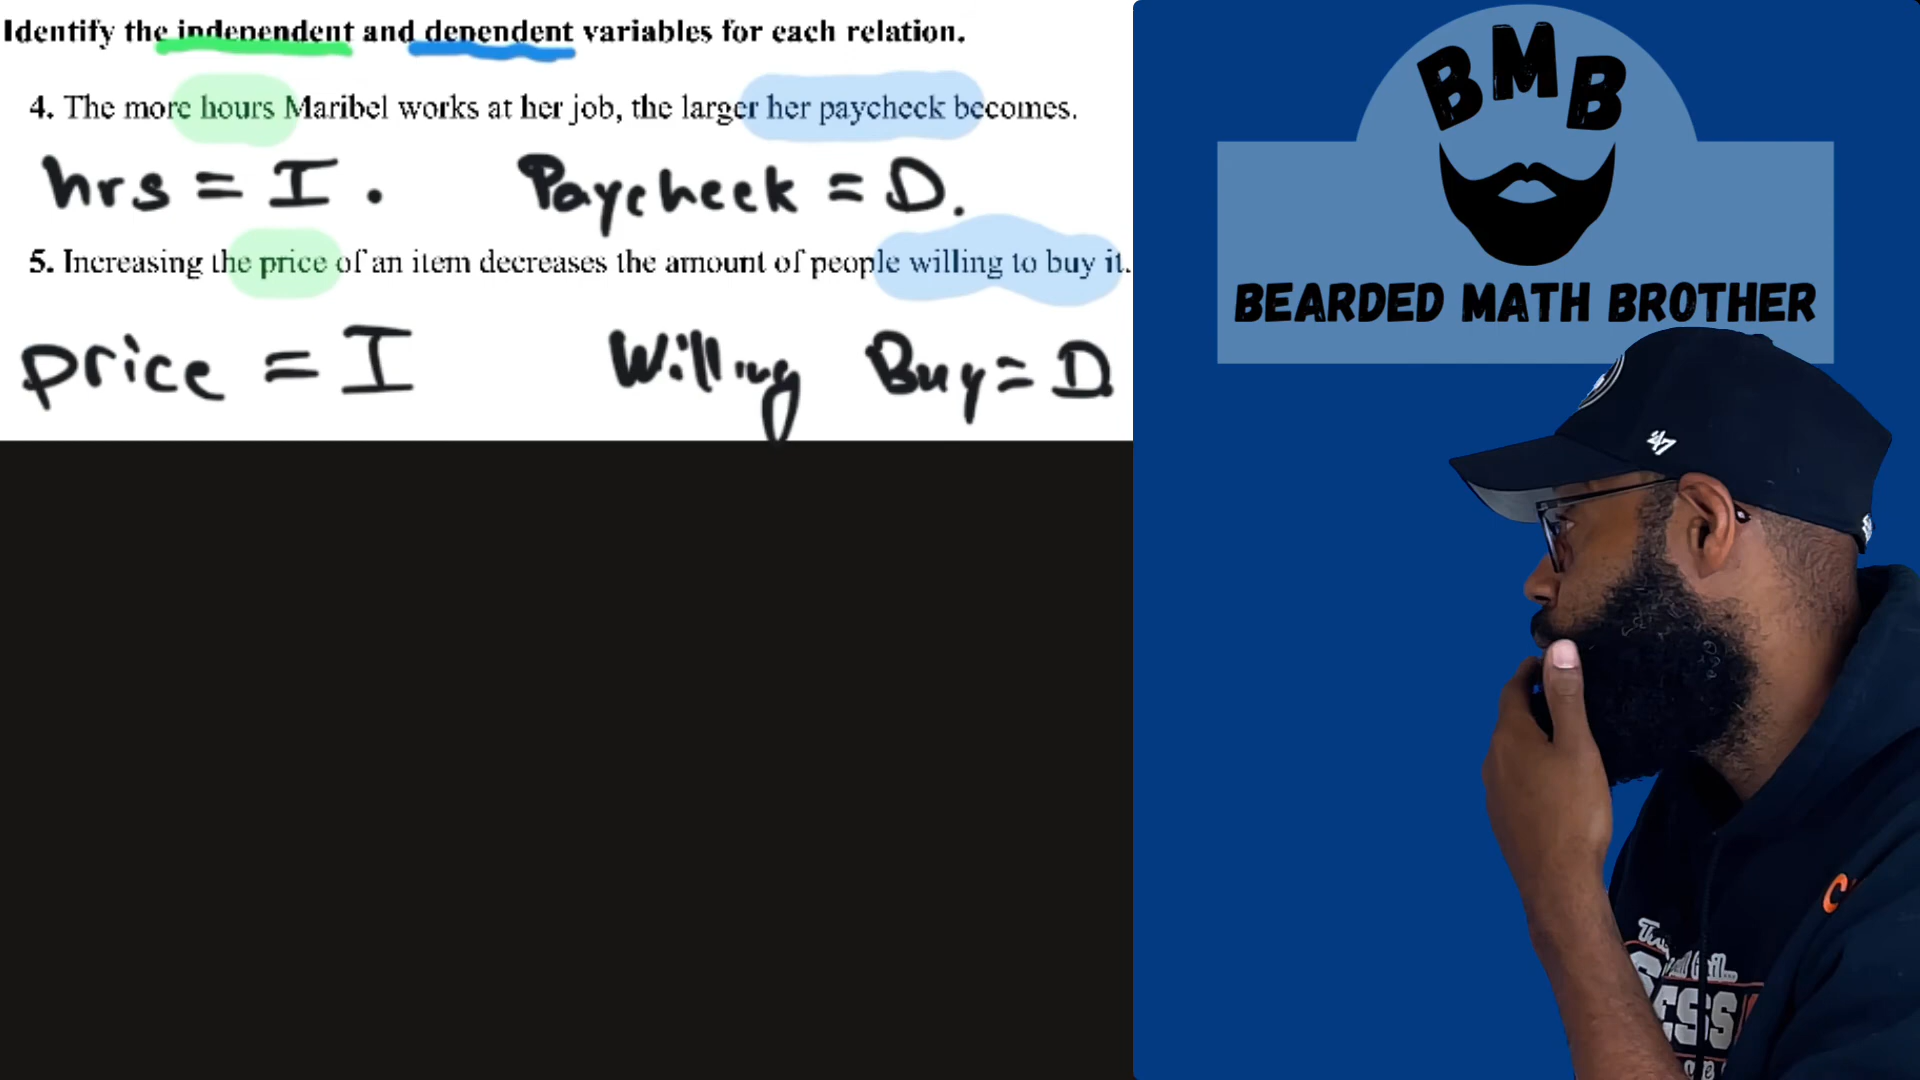 Identify the independent and dependent variables for each relation.
4. The more hours Maribel works at her job, the larger her paycheck becomes.
hrs = I . Paycheck = D.
5. Increasing the price of an item decreases the amount of people willing to buy it.
price = I Willing Buy = D
BMB
BEARDED MATH BROTHER
47
C